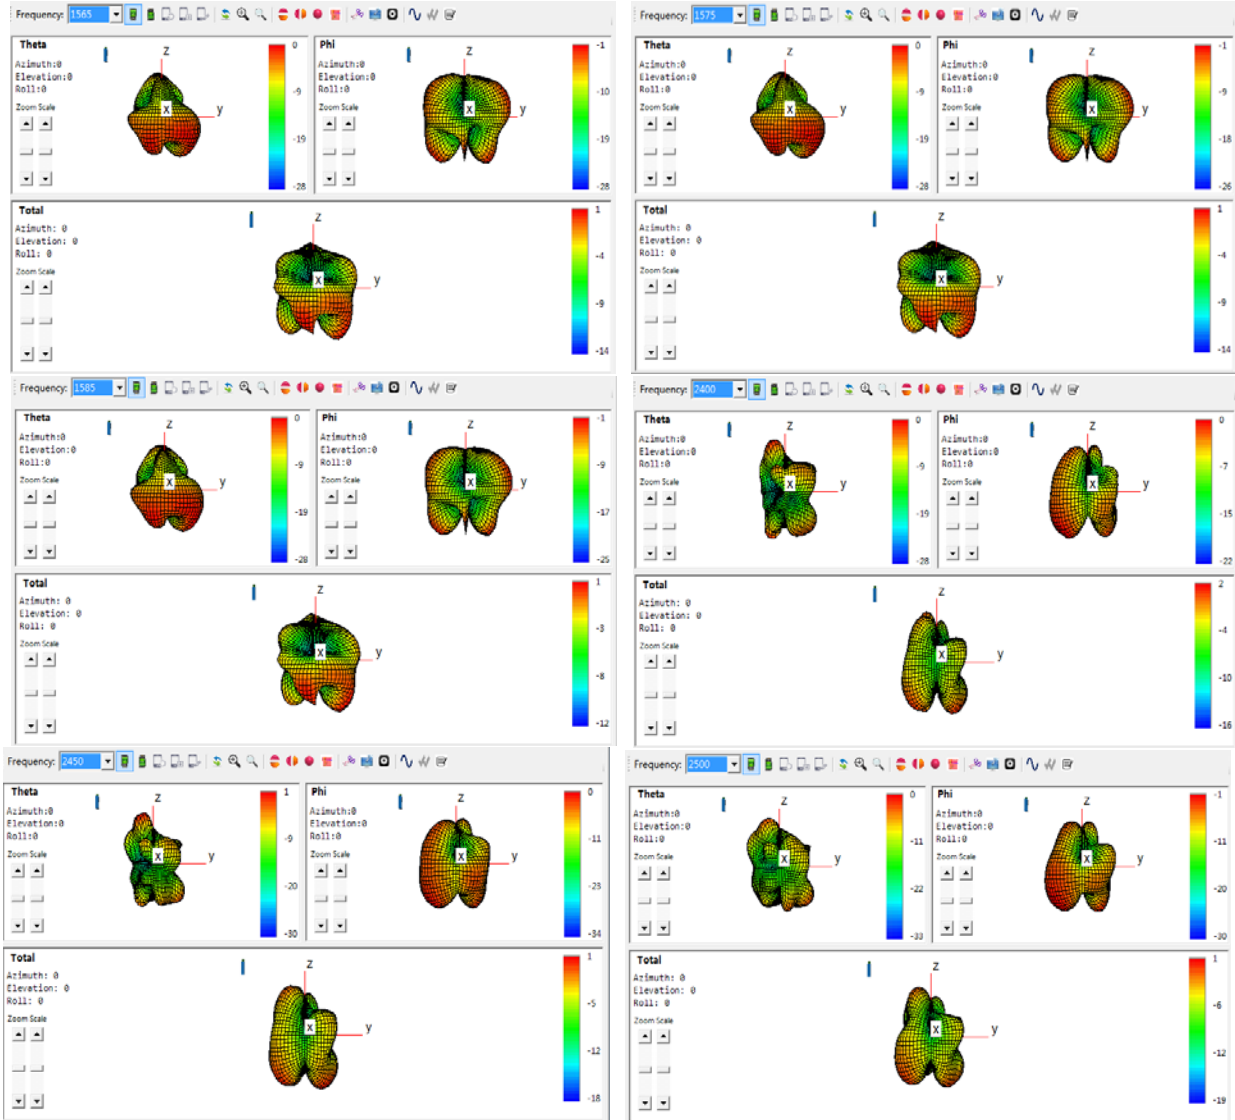 Frequency: 1565
Theta
Azimuth:0
Elevation:0
Roll:0
Zoom Scale
z
x
y
0
-9
-19
-28
Phi
Azimuth:0
Elevation:0
Roll:0
Zoom Scale
z
x
y
-1
-10
-19
-28
Total
Azimuth: 0
Elevation: 0
Roll: 0
Zoom Scale
z
x
y
1
-4
-9
-14
Frequency: 1575
Theta
Azimuth:0
Elevation:0
Roll:0
Zoom Scale
z
x
y
0
-9
-19
-28
Phi
Azimuth:0
Elevation:0
Roll:0
Zoom Scale
z
x
y
-1
-9
-17
-26
Total
Azimuth: 0
Elevation: 0
Roll: 0
Zoom Scale
z
x
y
1
-4
-9
-14
Frequency: 1585
Theta
Azimuth:0
Elevation:0
Roll:0
Zoom Scale
z
x
y
0
-9
-19
-28
Phi
Azimuth:0
Elevation:0
Roll:0
Zoom Scale
z
x
y
-1
-9
-17
-25
Total
Azimuth: 0
Elevation: 0
Roll: 0
Zoom Scale
z
x
y
1
-3
-8
-12
Frequency: 2400
Theta
Azimuth:0
Elevation:0
Roll:0
Zoom Scale
z
x
y
0
-9
-19
-28
Phi
Azimuth:0
Elevation:0
Roll:0
Zoom Scale
z
x
y
0
-7
-15
-22
Total
Azimuth: 0
Elevation: 0
Roll: 0
Zoom Scale
z
x
y
2
-4
-10
-16
Frequency: 2450
Theta
Azimuth:0
Elevation:0
Roll:0
Zoom Scale
z
x
y
1
-9
-20
-30
Phi
Azimuth:0
Elevation:0
Roll:0
Zoom Scale
z
x
y
0
-11
-23
-34
Total
Azimuth: 0
Elevation: 0
Roll: 0
Zoom Scale
z
x
y
1
-5
-12
-18
Frequency: 2500
Theta
Azimuth:0
Elevation:0
Roll:0
Zoom Scale
z
x
y
0
-11
-22
-33
Phi
Azimuth:0
Elevation:0
Roll:0
Zoom Scale
z
x
y
-1
-11
-20
-30
Total
Azimuth: 0
Elevation: 0
Roll: 0
Zoom Scale
z
x
y
1
-6
-12
-19